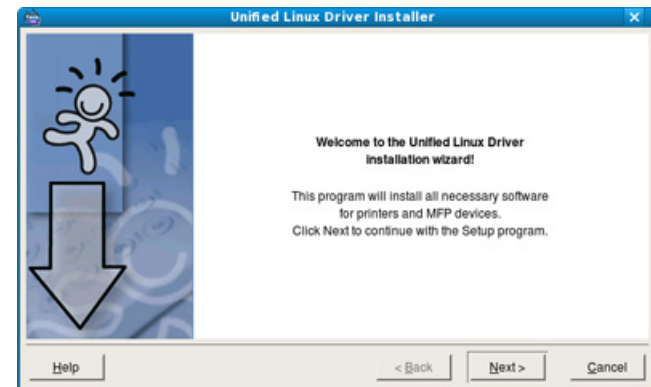 Unified Linux Driver Installer
Welcome to the Unified Linux Driver
installation wizard!
This program will install all necessary software
for printers and MFP devices.
Click Next to continue with the Setup program.
Help
< Back
Next >
Cancel